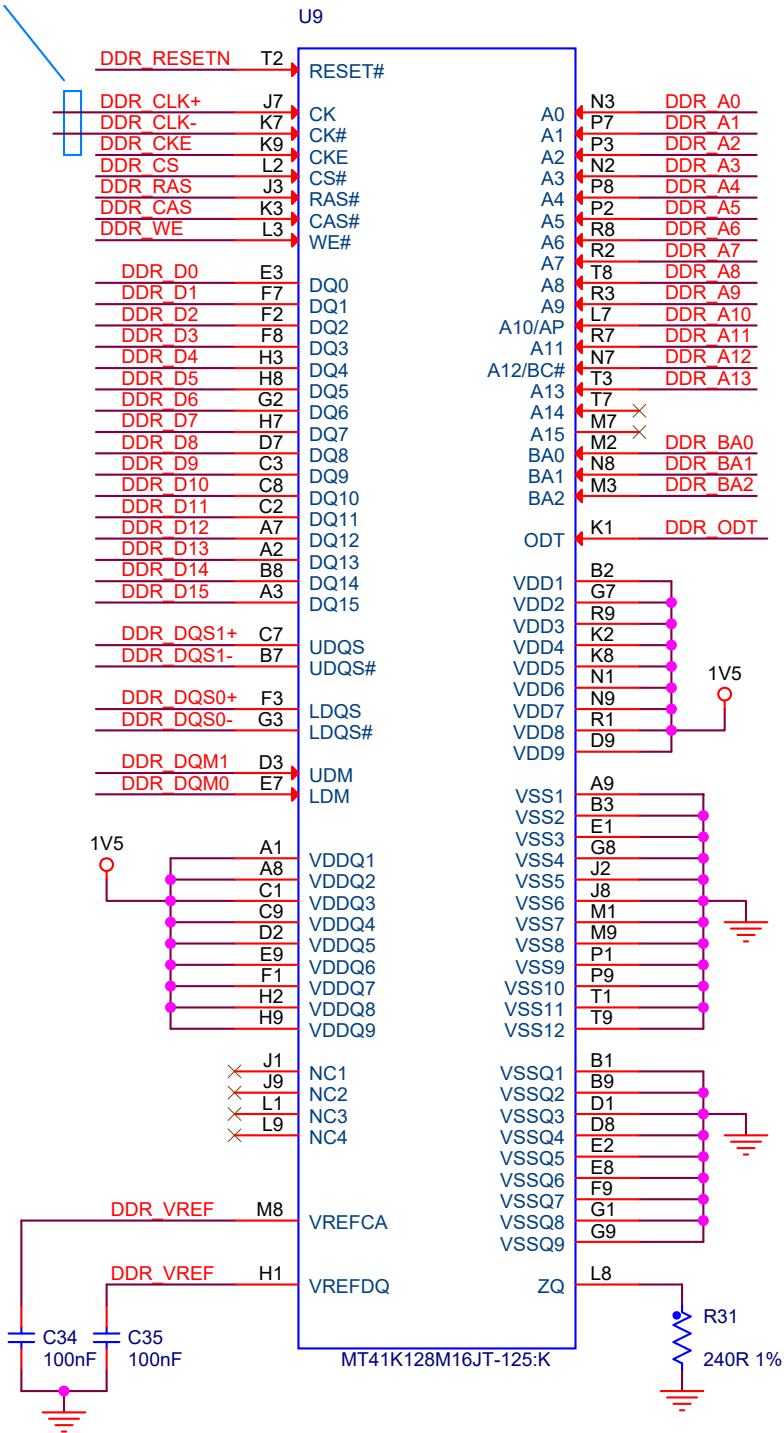 U9
DDR_RESETN T2 RESET#
DDR_CLK+ J7 CK A0 N3 DDR_A0
DDR_CLK- K7 CK# A1 P7 DDR_A1
DDR_CKE K9 CKE A2 P3 DDR_A2
DDR_CS L2 CS# A3 N2 DDR_A3
DDR_RAS J3 RAS# A4 P8 DDR_A4
DDR_CAS K3 CAS# A5 P2 DDR_A5
DDR_WE L3 WE# A6 R8 DDR_A6
A7 R2 DDR_A7
DDR_D0 E3 DQ0 A8 T8 DDR_A8
DDR_D1 F7 DQ1 A9 R3 DDR_A9
DDR_D2 F2 DQ2 A10/AP L7 DDR_A10
DDR_D3 F8 DQ3 A11 R7 DDR_A11
DDR_D4 H3 DQ4 A12/BC# N7 DDR_A12
DDR_D5 H8 DQ5 A13 T3 DDR_A13
DDR_D6 G2 DQ6 A14 T7
DDR_D7 H7 DQ7 A15 M7
DDR_D8 D7 DQ8 BA0 M2 DDR_BA0
DDR_D9 C3 DQ9 BA1 N8 DDR_BA1
DDR_D10 C8 DQ10 BA2 M3 DDR_BA2
DDR_D11 C2 DQ11
DDR_D12 A7 DQ12 ODT K1 DDR_ODT
DDR_D13 A2 DQ13
DDR_D14 B8 DQ14 VDD1 B2
DDR_D15 A3 DQ15 VDD2 G7
VDD3 R9
DDR_DQS1+ C7 UDQS VDD4 K2
DDR_DQS1- B7 UDQS# VDD5 K8
VDD6 N1 1V5
DDR_DQS0+ F3 LDQS VDD7 N9
DDR_DQS0- G3 LDQS# VDD8 R1
VDD9 D9
DDR_DQM1 D3 UDM
DDR_DQM0 E7 LDM VSS1 A9
VSS2 B3
1V5 VSS3 E1
A1 VDDQ1 VSS4 G8
A8 VDDQ2 VSS5 J2
C1 VDDQ3 VSS6 J8
C9 VDDQ4 VSS7 M1
D2 VDDQ5 VSS8 M9
E9 VDDQ6 VSS9 P1
F1 VDDQ7 VSS10 P9
H2 VDDQ8 VSS11 T1
H9 VDDQ9 VSS12 T9
J1 NC1 VSSQ1 B1
J9 NC2 VSSQ2 B9
L1 NC3 VSSQ3 D1
L9 NC4 VSSQ4 D8
VSSQ5 E2
VSSQ6 E8
VSSQ7 F9
DDR_VREF M8 VREFCA VSSQ8 G1
VSSQ9 G9
DDR_VREF H1 VREFDQ ZQ L8
C34 C35 R31
100nF 100nF 240R 1%
MT41K128M16JT-125:K